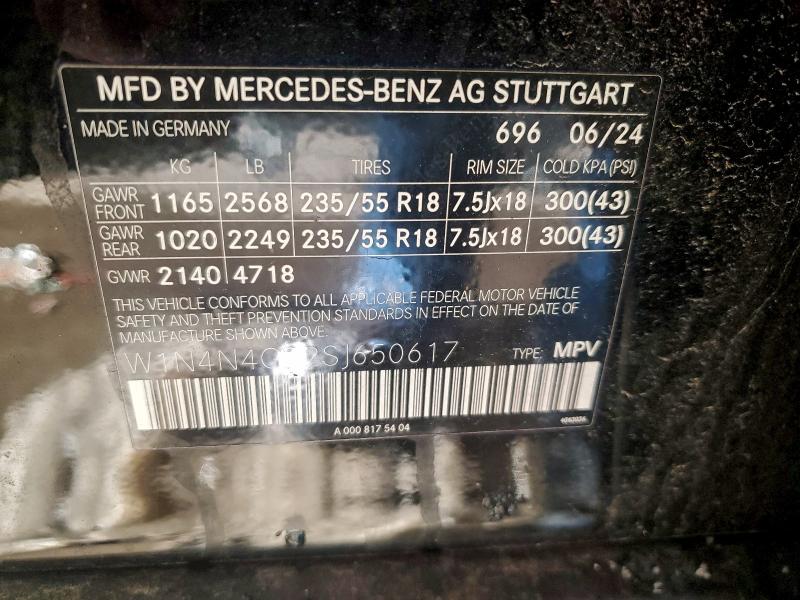 MFD BY MERCEDES-BENZ AG STUTTGART
MADE IN GERMANY 696 06/24
KG LB TIRES RIM SIZE COLD KPA (PSI)
GAWR FRONT 1165 2568 235/55 R18 7.5Jx18 300(43)
GAWR REAR 1020 2249 235/55 R18 7.5Jx18 300(43)
GVWR 2140 4718
THIS VEHICLE CONFORMS TO ALL APPLICABLE FEDERAL MOTOR VEHICLE
SAFETY AND THEFT PREVENTION STANDARDS IN EFFECT ON THE DATE OF
MANUFACTURE SHOWN ABOVE.
TYPE: MPV
A 000 817 54 04